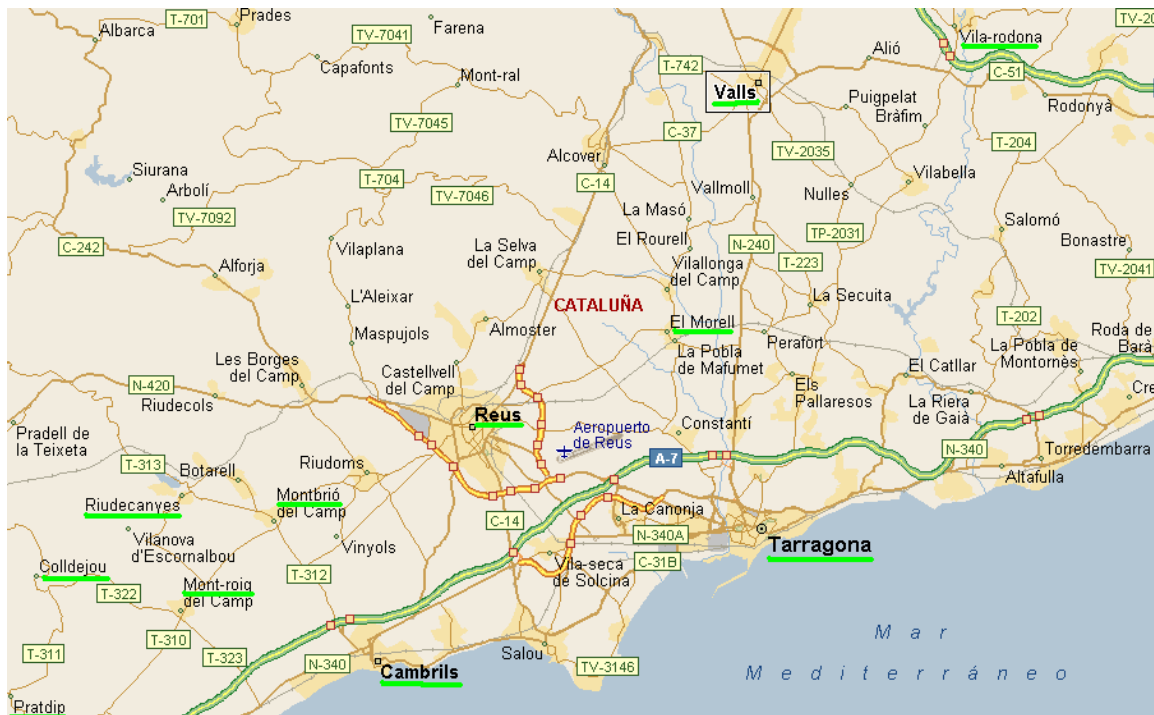 T-701
Prades
Farena
TV-7041
Albarca
Capafonts
Mont-ral
T-742
Alió
Vila-rodona
TV-20
C-51
Valls
Puigpelat
Rodonyà
Bràfim
TV-7045
C-37
T-204
Alcover
TV-2035
Siurana
T-704
C-14
Vilabella
Arbolí
TV-7046
Vallmoll
Nulles
TV-7092
La Masó
Salomó
C-242
Vilaplana
La Selva
del Camp
El Rourell
N-240
TP-2031
Bonastre
Alforja
Vilallonga
del Camp
T-223
TV-2041
L'Aleixar
CATALUÑA
La Secuita
T-202
Maspujols
Almoster
El Morell
Perafort
Roda de
Barà
Les Borges
del Camp
Castellvell
del Camp
La Pobla
de Mafumet
La Pobla de
Montornès
N-420
El Catllar
Cre
Riudecols
Els
Pallaresos
La Riera
de Gaià
Reus
Aeropuerto
de Reus
Constantí
Pradell de
la Teixeta
N-340
Torredembarra
T-313
Botarell
Riudoms
A-7
Altafulla
Riudecanyes
Montbrió
del Camp
La Canonja
C-14
N-340A
Vilanova
d'Escornalbou
Vinyols
Tarragona
Colldejou
Vila-seca
de Solcina
C-31B
T-322
Mont-roig
del Camp
T-312
T-310
Mar
T-311
T-323
N-340
Salou
Cambrils
TV-3146
Mediterráneo
Pratdip